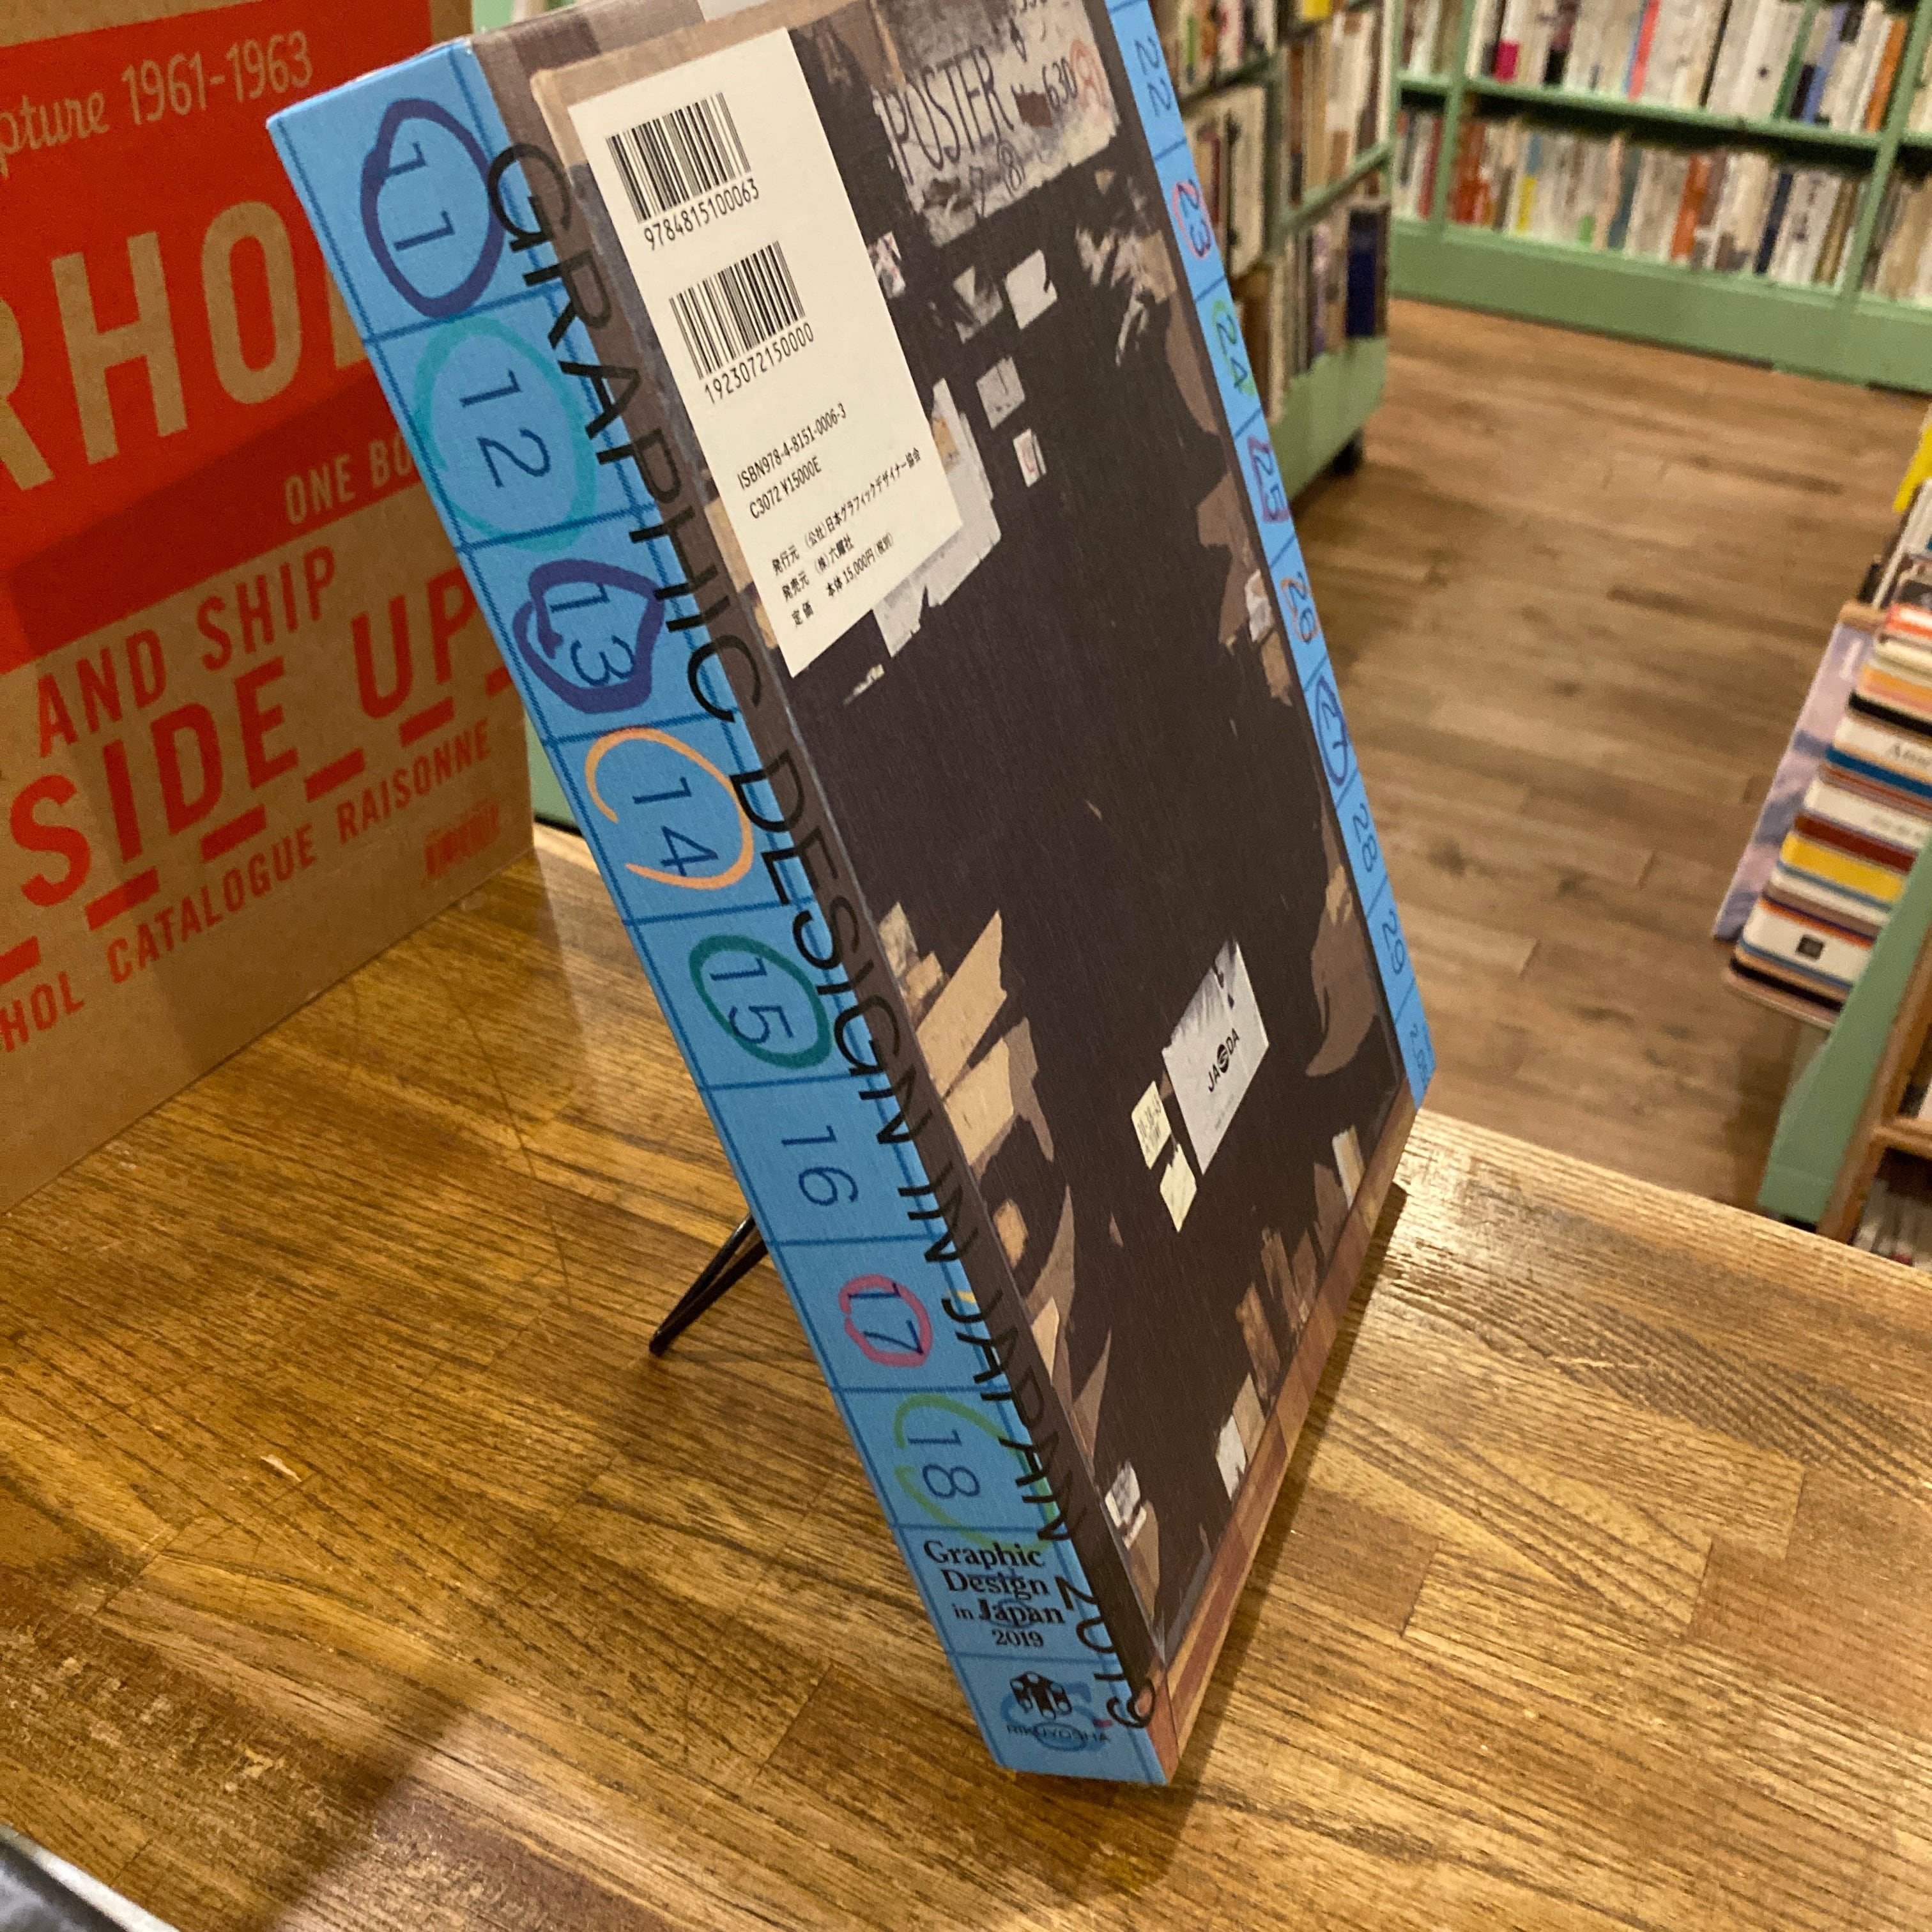 pture 1961-1963
RHOL
ONE BO
AND SHIP
SIDE UP
HOL CATALOGUE RAISONNE
11
12
13
14
15
16
17
18
GRAPHIC DESIGN IN JAPAN 2019
Graphic
Design
in Japan
2019
RIKUYOSHA
9784815100063
1923072150000
ISBN978-4-8151-0006-3
C3072 ¥15000E
発行元 (公社)日本グラフィックデザイナー協会
発売元 (株)六耀社
定価 本体15,000円(税別)
POSTER
630
JAGDA
22
23
24
25
26
27
28
29